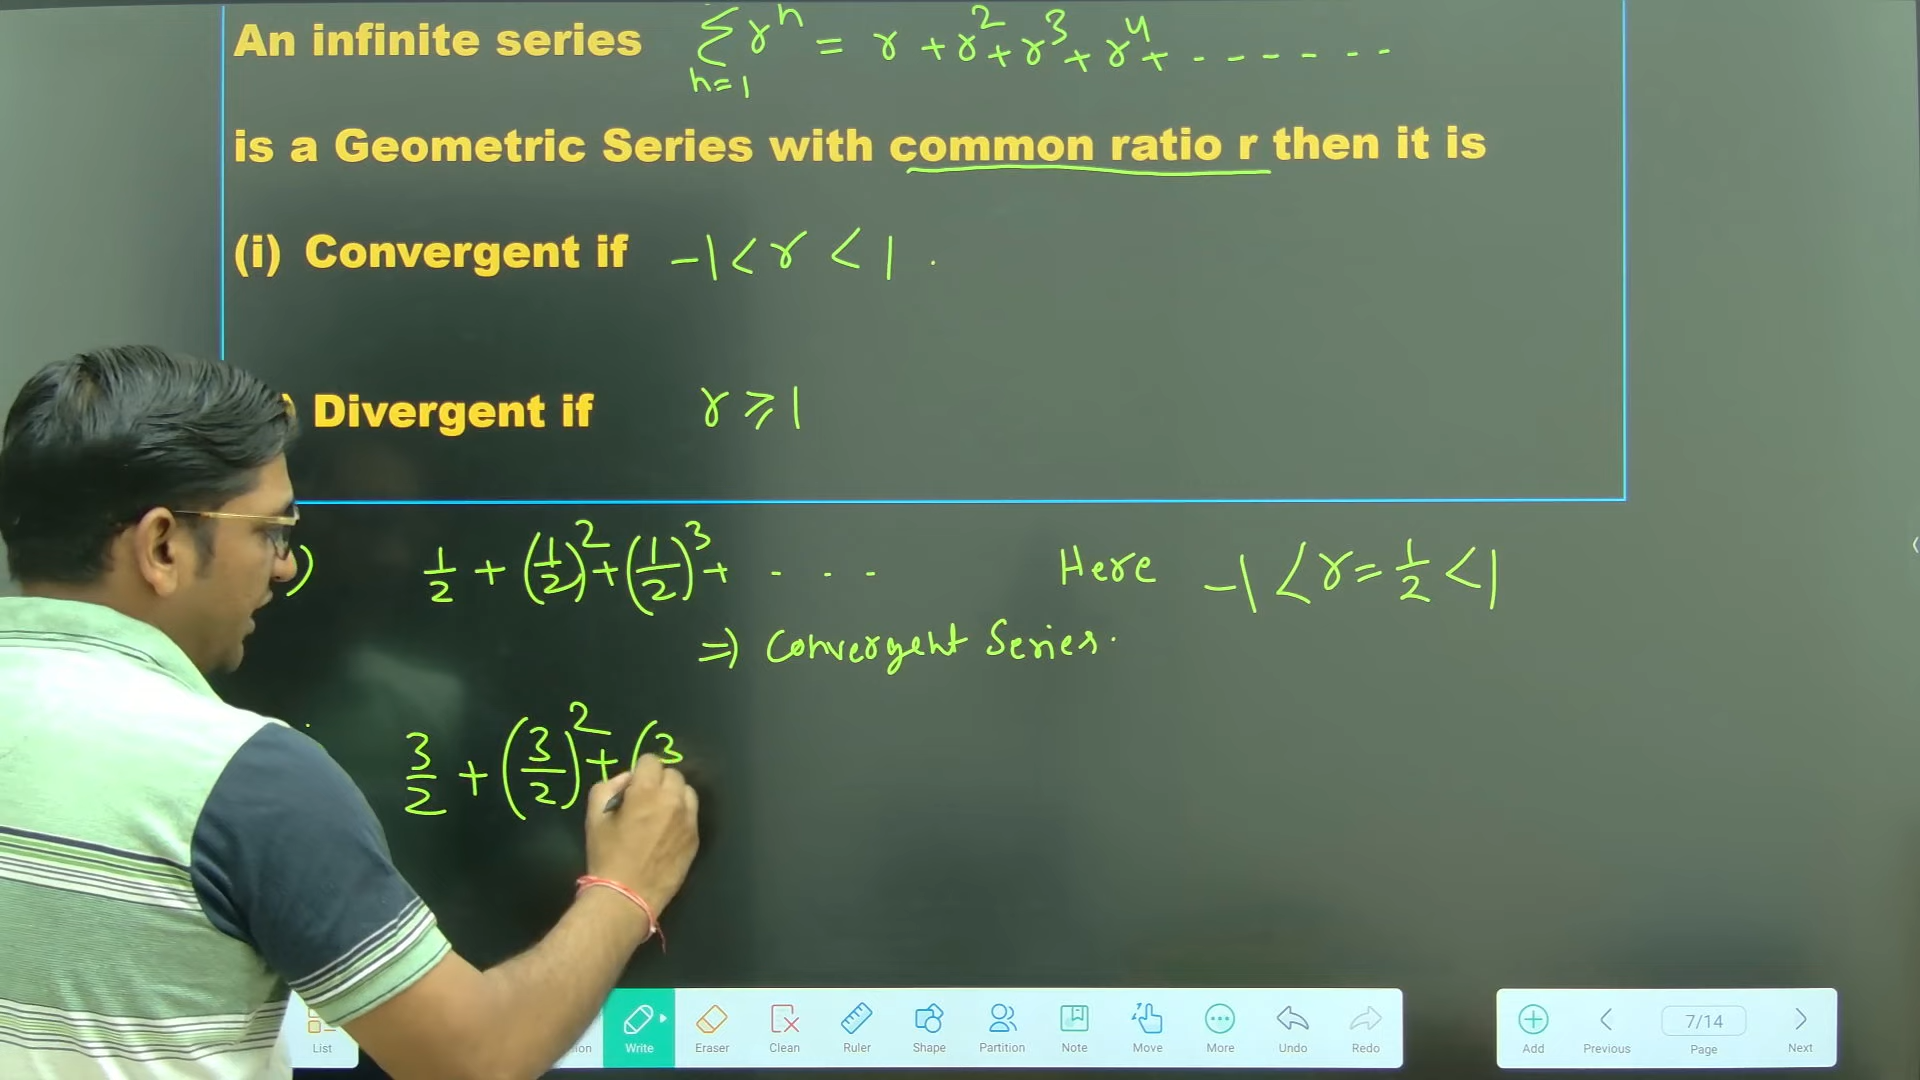 An infinite series ∑ rⁿ = r + r² + r³ + r⁴ + - - - - - -
n=1
is a Geometric Series with common ratio r then it is
(i) Convergent if -1 < r < 1 .
) Divergent if r ⩾ 1
) 1/2 + (1/2)² + (1/2)³ + - - - Here -1 < r = 1/2 < 1
⇒ Convergent Series.
3/2 + (3/2)² + (3
List Write Eraser Clean Ruler Shape Partition Note Move More Undo Redo Add Previous 7/14 Page Next